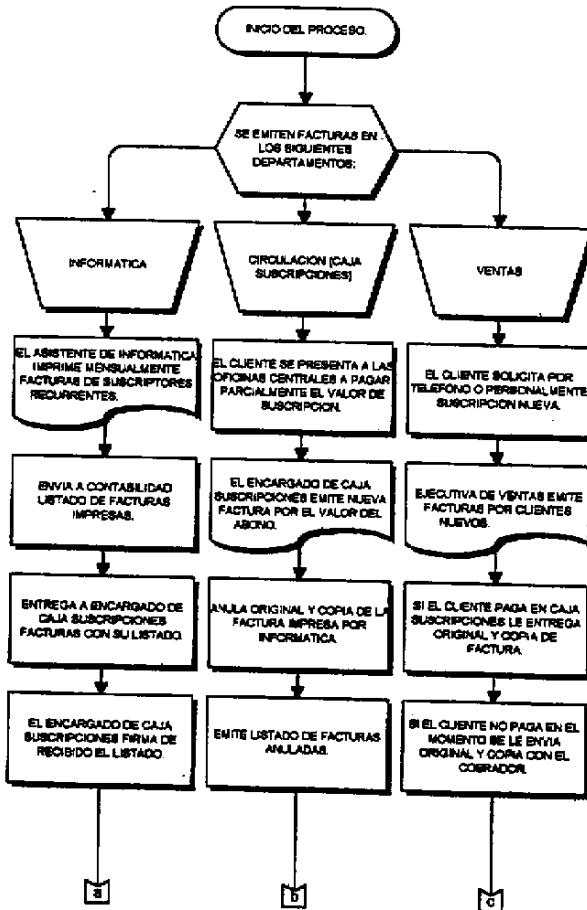 INICIO DEL PROCESO.
SE EMITEN FACTURAS EN
LOS SIGUIENTES
DEPARTAMENTOS:
INFORMATICA
EL ASISTENTE DE INFORMATICA
IMPRIME MENSUALMENTE
FACTURAS DE SUSCRIPTORES
RECURRENTES.
ENVIA A CONTABILIDAD
LISTADO DE FACTURAS
IMPRESAS.
ENTREGA A ENCARGADO DE
CAJA SUSCRIPCIONES
FACTURAS CON SU LISTADO.
EL ENCARGADO DE CAJA
SUSCRIPCIONES FIRMA DE
RECIBIDO EL LISTADO.
a
CIRCULACION [CAJA
SUSCRIPCIONES]
EL CLIENTE SE PRESENTA A LAS
OFICINAS CENTRALES A PAGAR
PARCIALMENTE EL VALOR DE
SUSCRIPCION.
EL ENCARGADO DE CAJA
SUSCRIPCIONES EMITE NUEVA
FACTURA POR EL VALOR DEL
ABONO.
ANULA ORIGINAL Y COPIA DE LA
FACTURA IMPRESA POR
INFORMATICA.
EMITE LISTADO DE FACTURAS
ANULADAS.
b
VENTAS
EL CLIENTE SOLICITA POR
TELEFONO O PERSONALMENTE
SUSCRIPCION NUEVA.
EJECUTIVA DE VENTAS EMITE
FACTURAS POR CLIENTES
NUEVOS.
SI EL CLIENTE PAGA EN CAJA
SUSCRIPCIONES LE ENTREGA
ORIGINAL Y COPIA DE
FACTURA.
SI EL CLIENTE NO PAGA EN EL
MOMENTO SE LE ENVIA
ORIGINAL Y COPIA CON EL
COBRADOR.
c